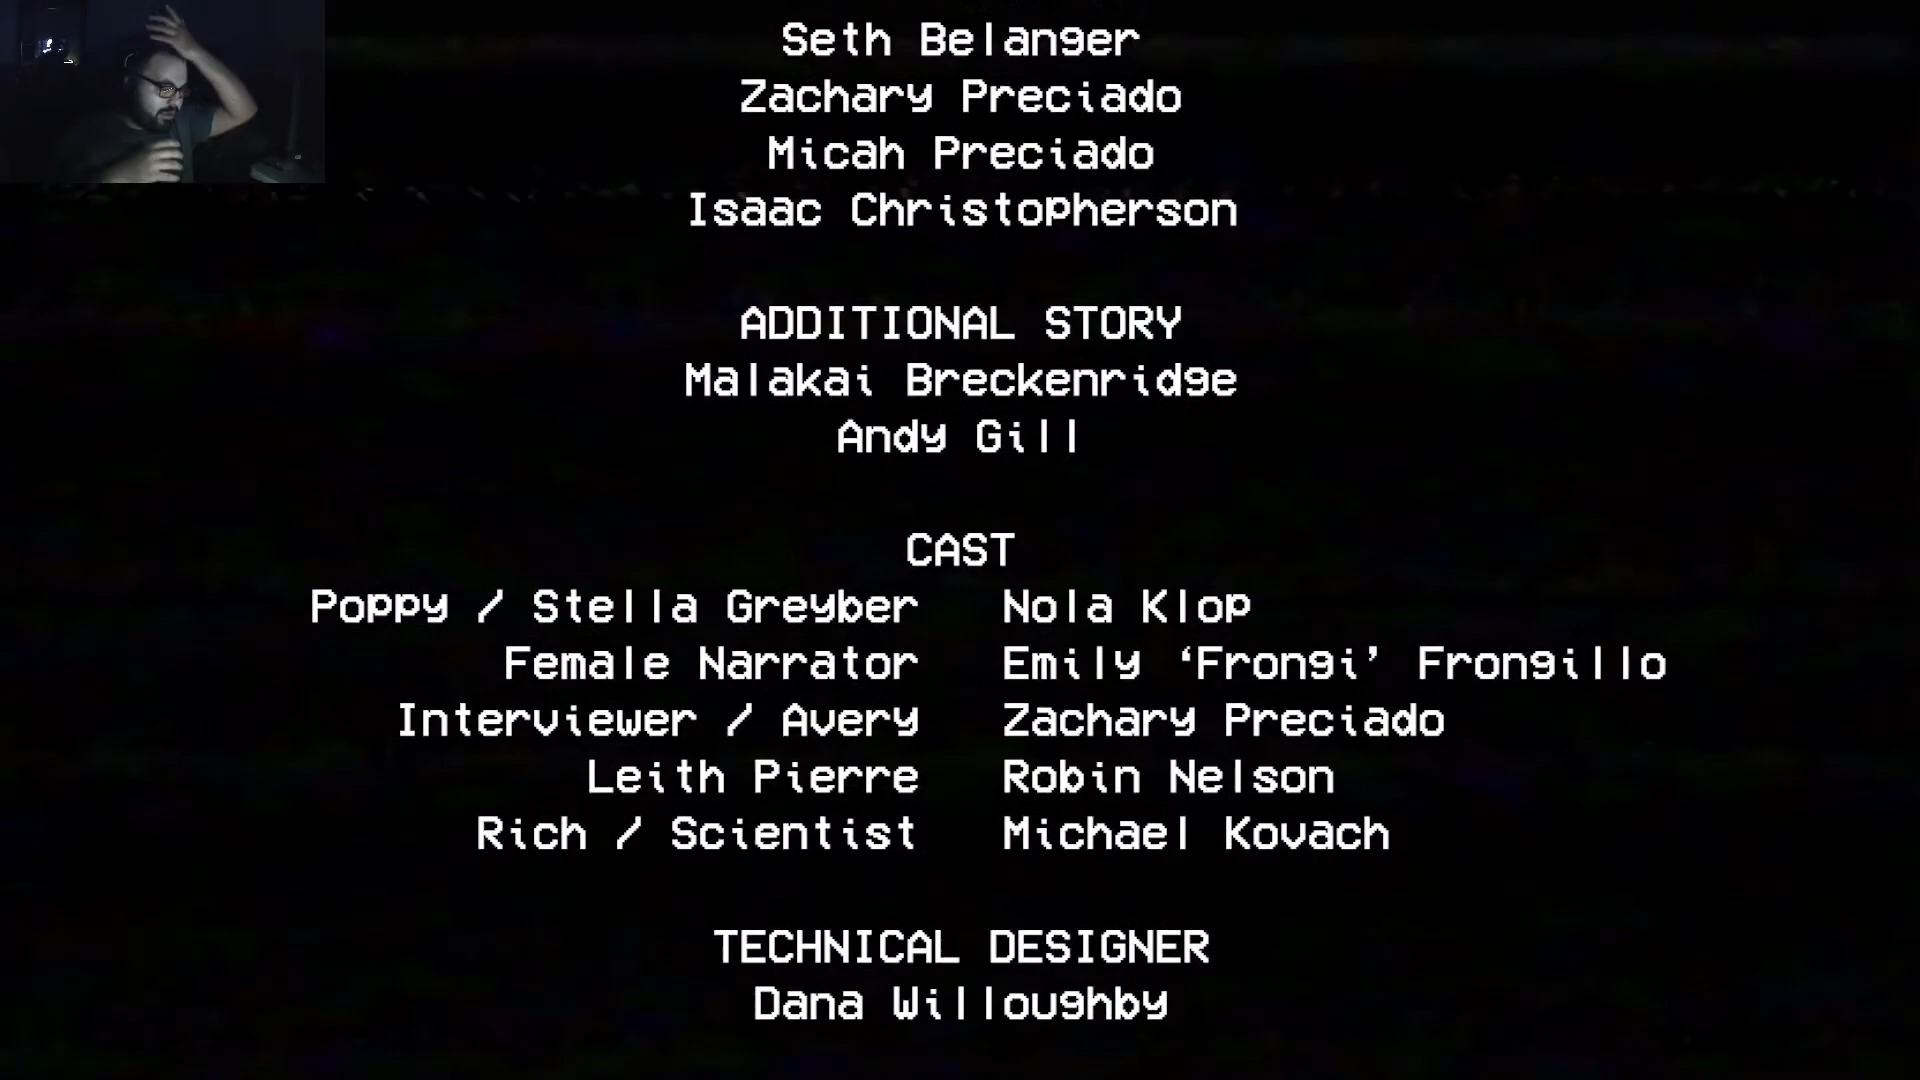 Seth Belanger
Zachary Preciado
Micah Preciado
Isaac Christopherson
ADDITIONAL STORY
Malakai Breckenridge
Andy Gill
CAST
Poppy / Stella Greyber Nola Klop
Female Narrator Emily ‘Frongi’ Frongillo
Interviewer / Avery Zachary Preciado
Leith Pierre Robin Nelson
Rich / Scientist Michael Kovach
TECHNICAL DESIGNER
Dana Willoughby